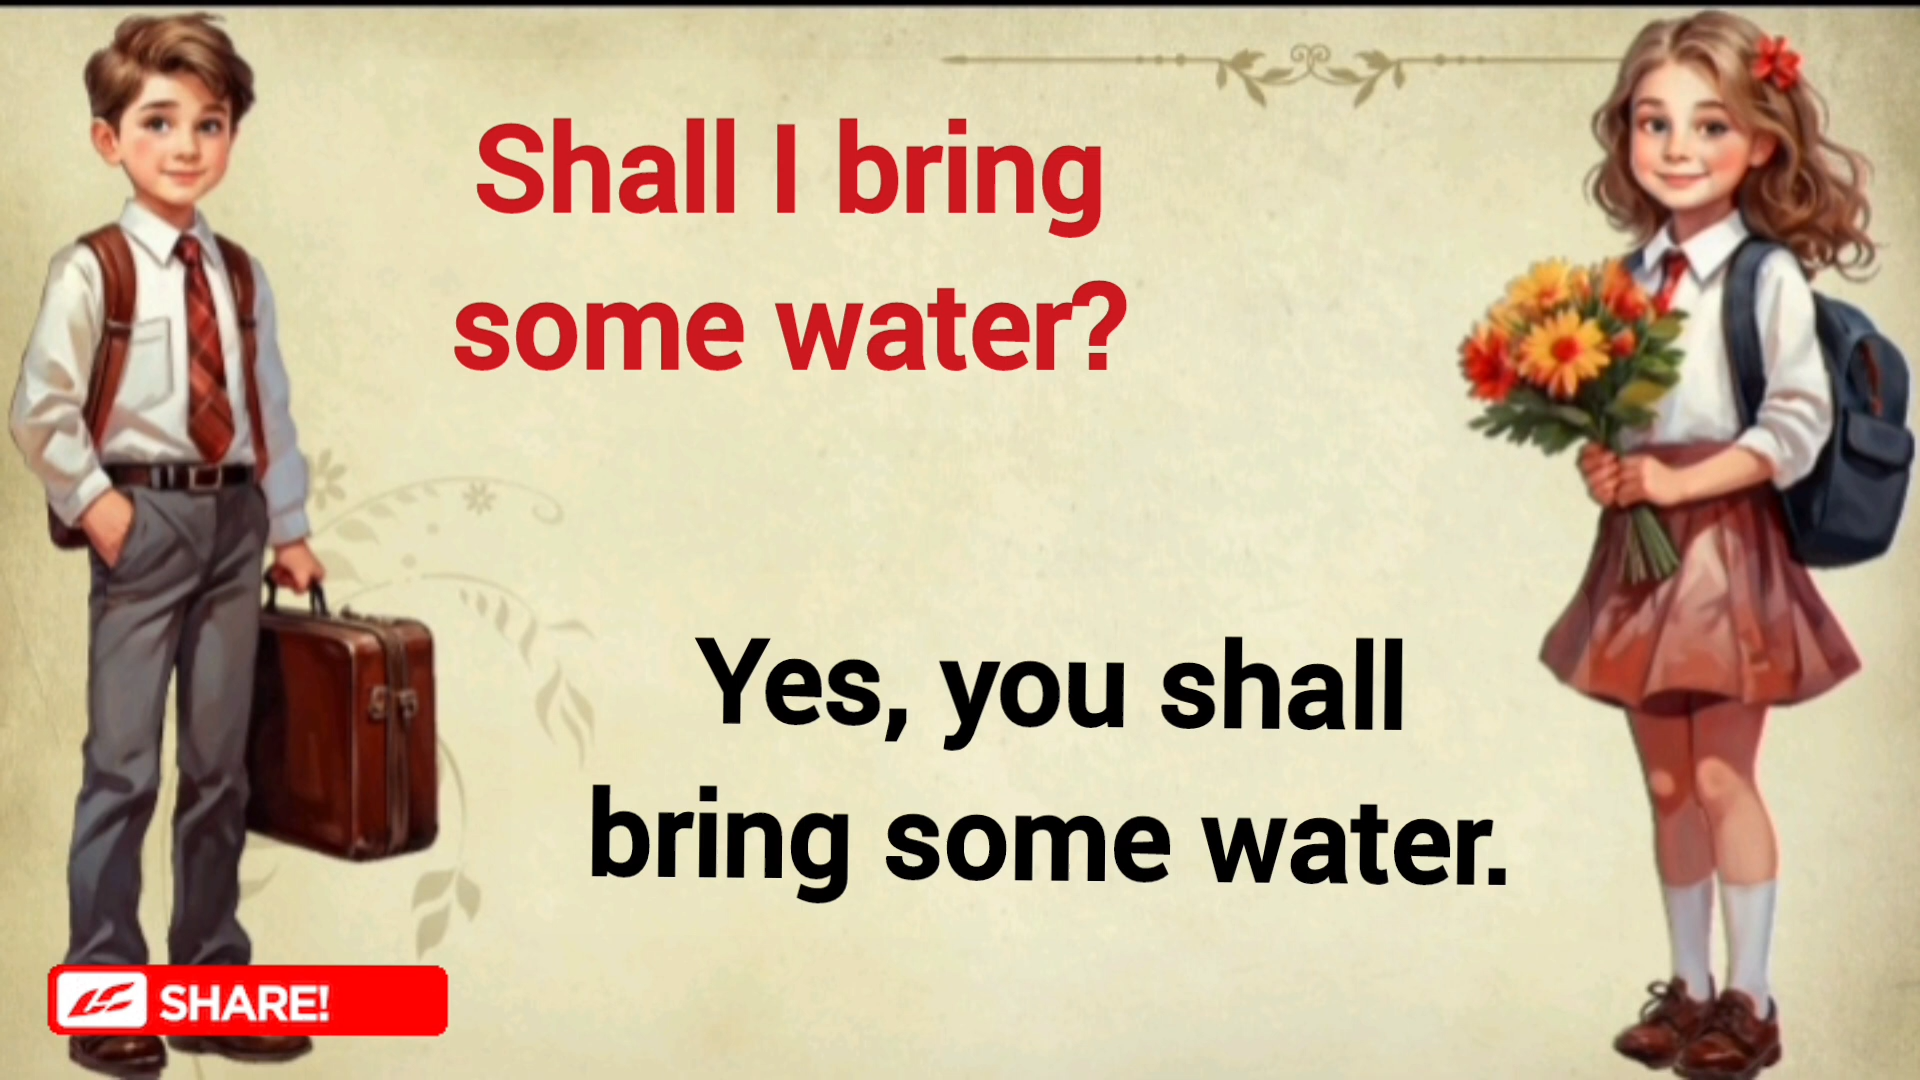 Shall I bring
some water?
Yes, you shall
bring some water.
SHARE!